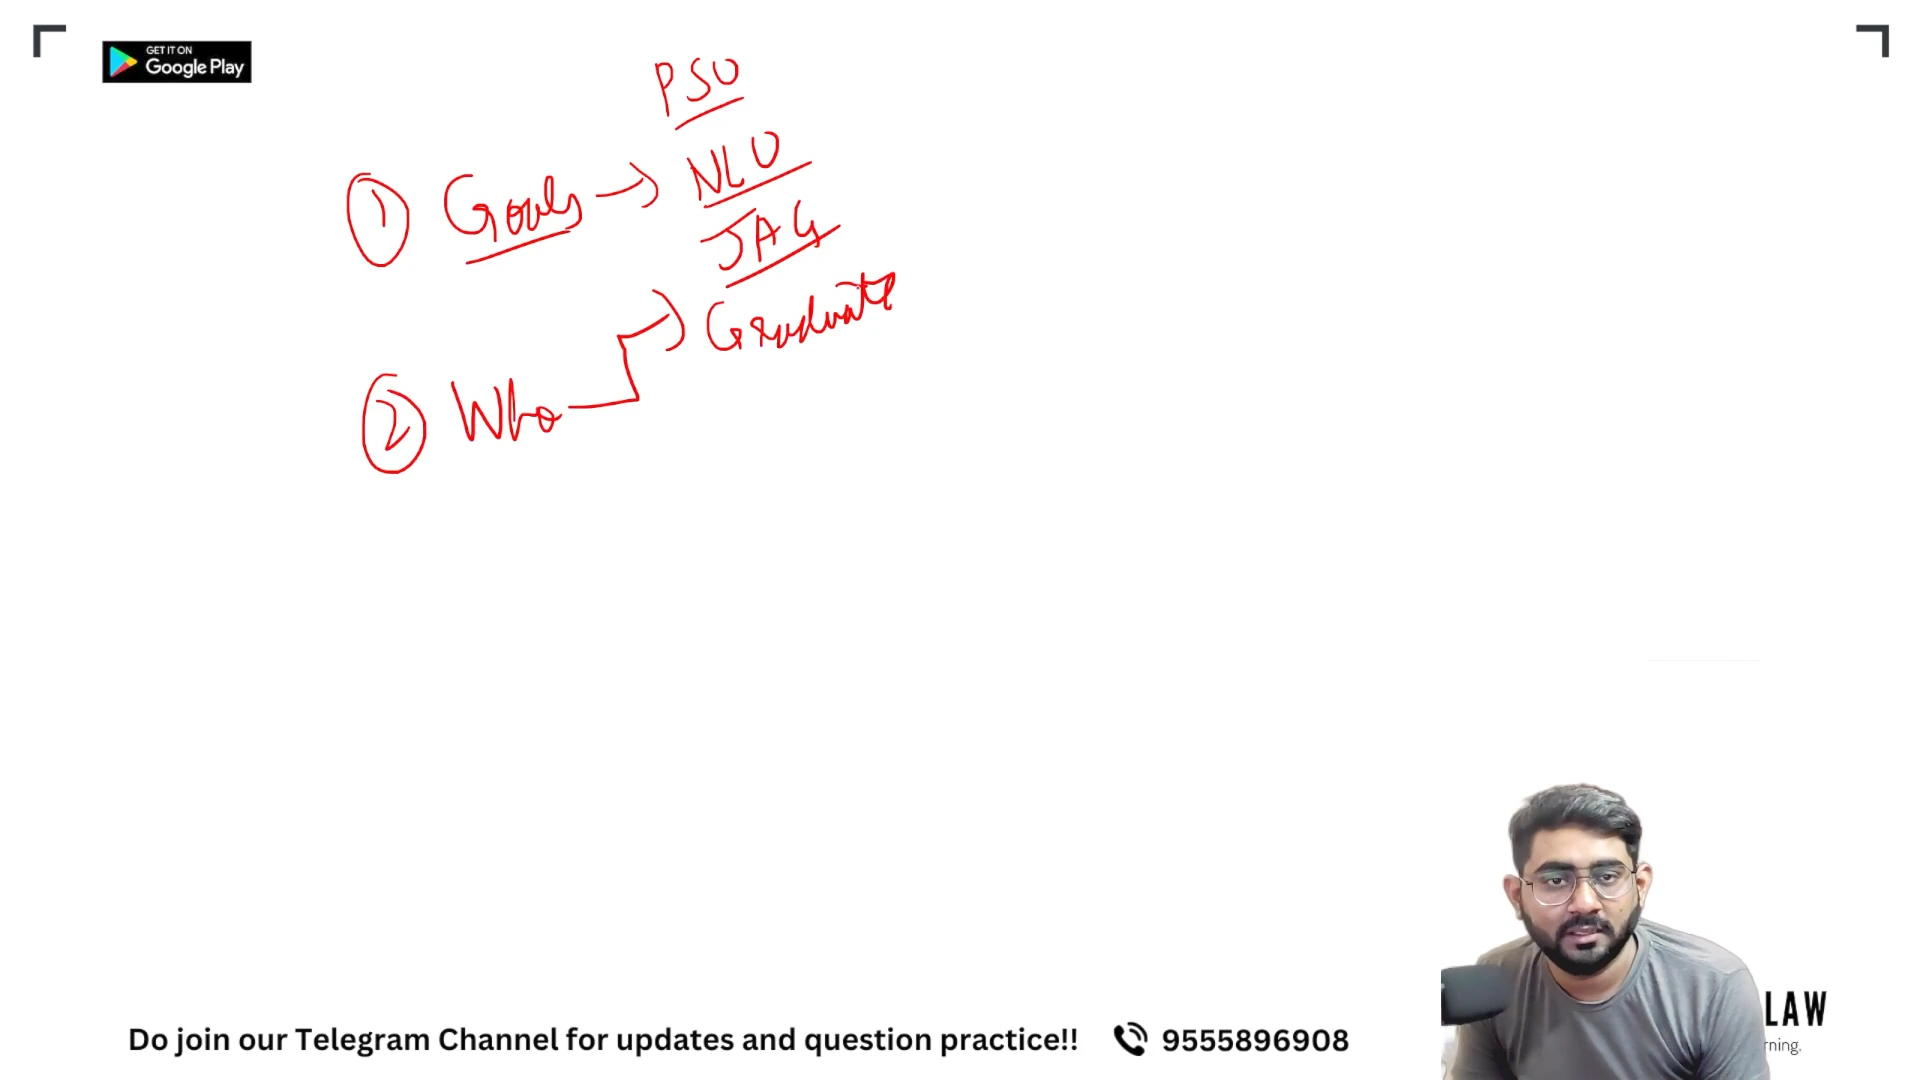 GET IT ON
Google Play
PSU
① Goals → NLU
JAG
② Who → Graduate
LAW
rning.
Do join our Telegram Channel for updates and question practice!! 9555896908